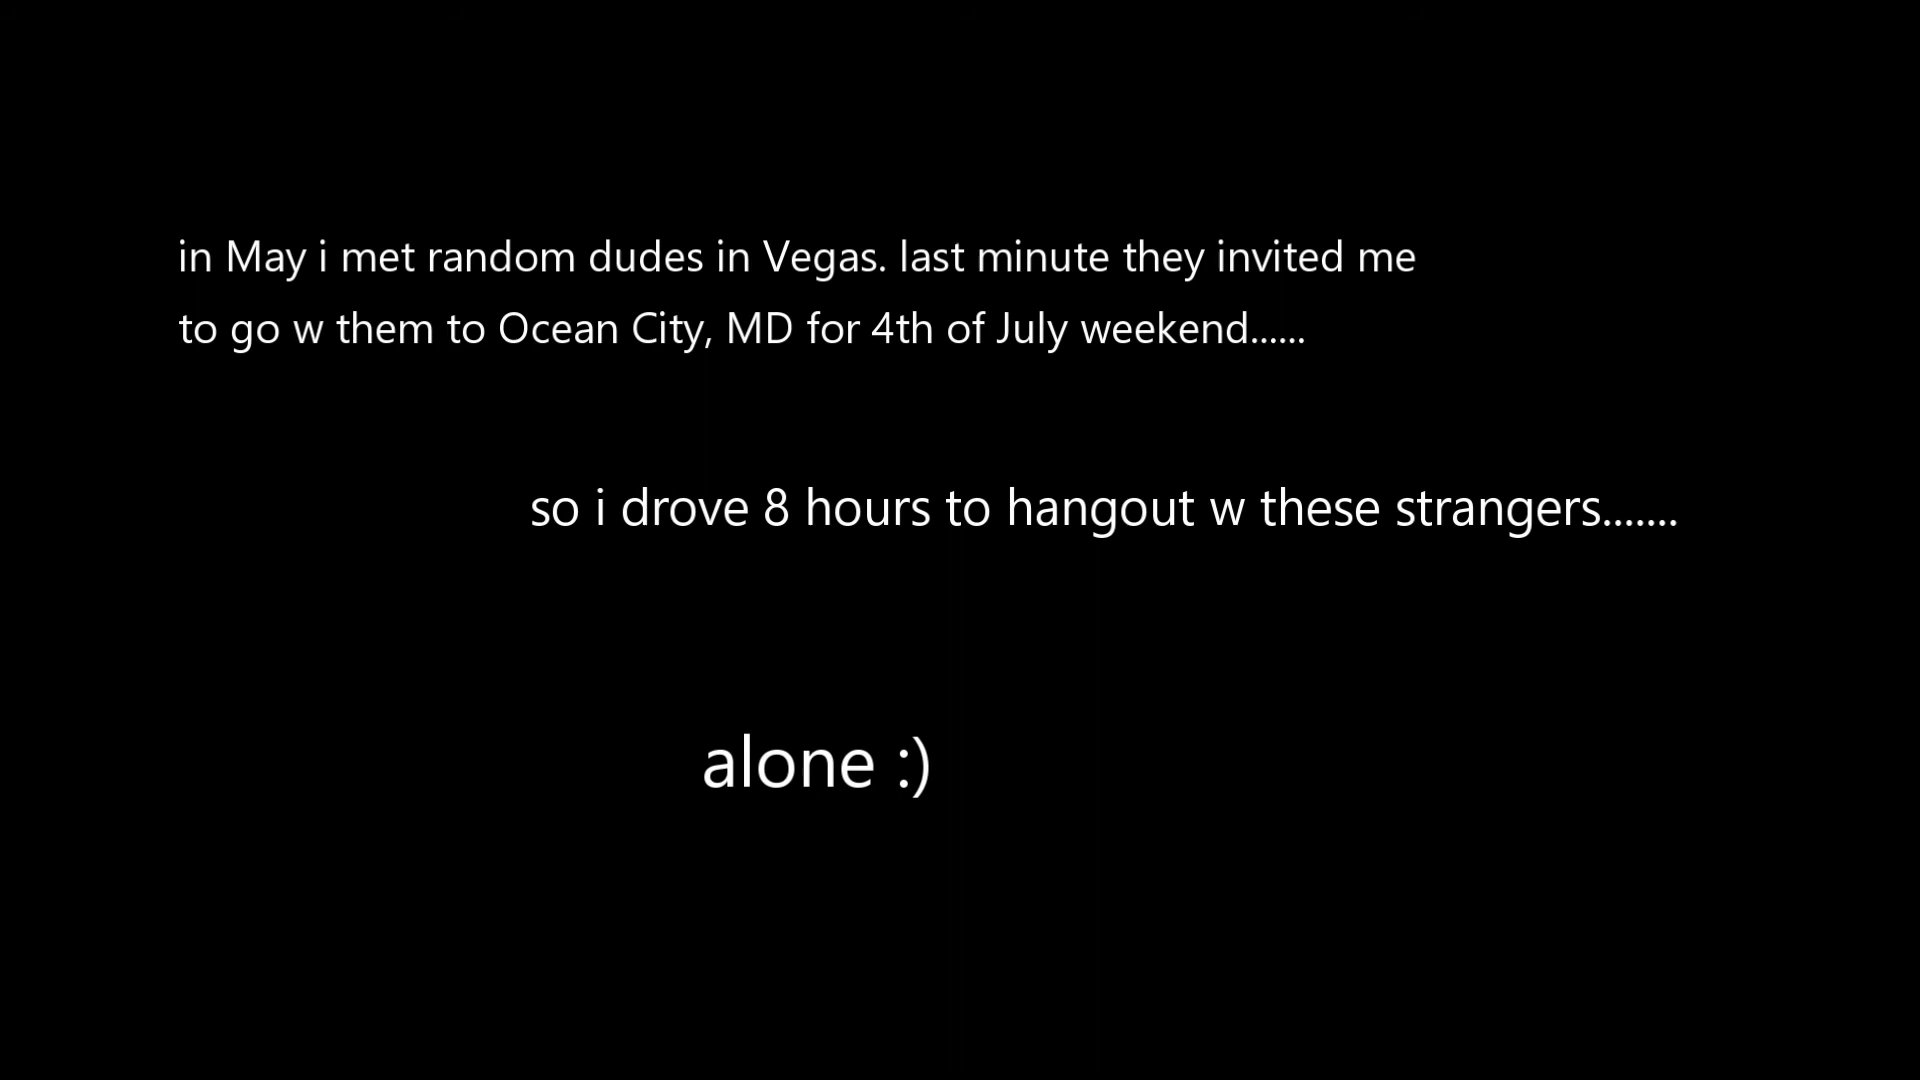 in May i met random dudes in Vegas. last minute they invited me
to go w them to Ocean City, MD for 4th of July weekend......
so i drove 8 hours to hangout w these strangers.......
alone :)